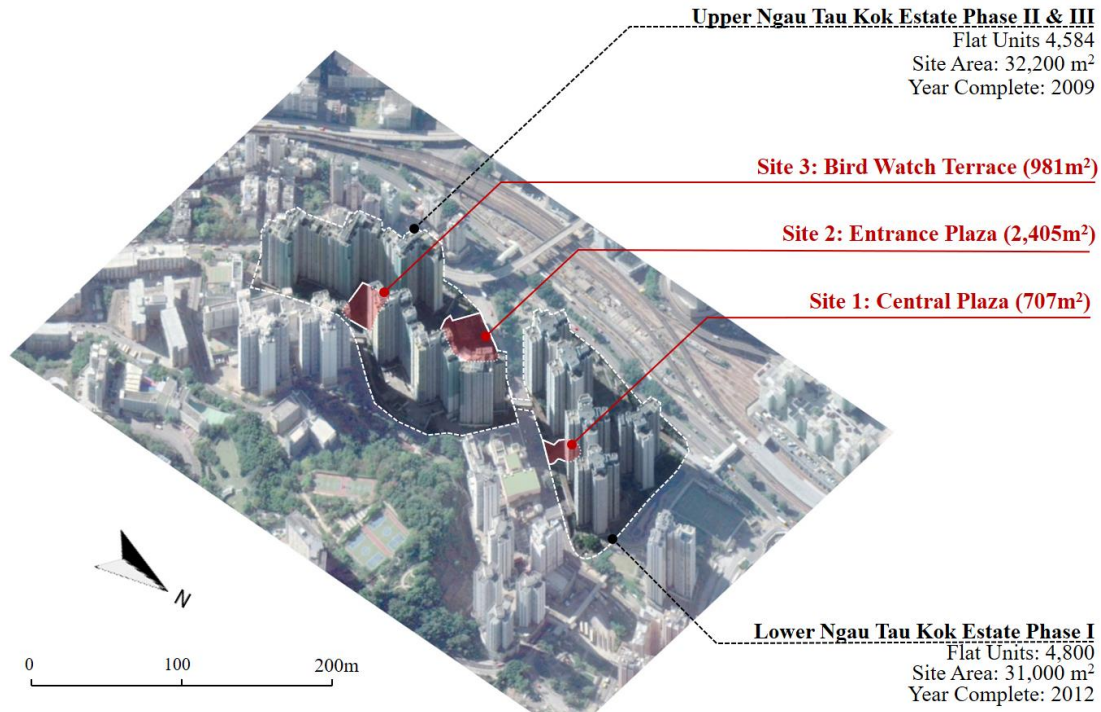 Upper Ngau Tau Kok Estate Phase II & III
Flat Units 4,584
Site Area: 32,200 m²
Year Complete: 2009
Site 3: Bird Watch Terrace (981m²)
Site 2: Entrance Plaza (2,405m²)
Site 1: Central Plaza (707m²)
N
0 100 200m
Lower Ngau Tau Kok Estate Phase I
Flat Units: 4,800
Site Area: 31,000 m²
Year Complete: 2012